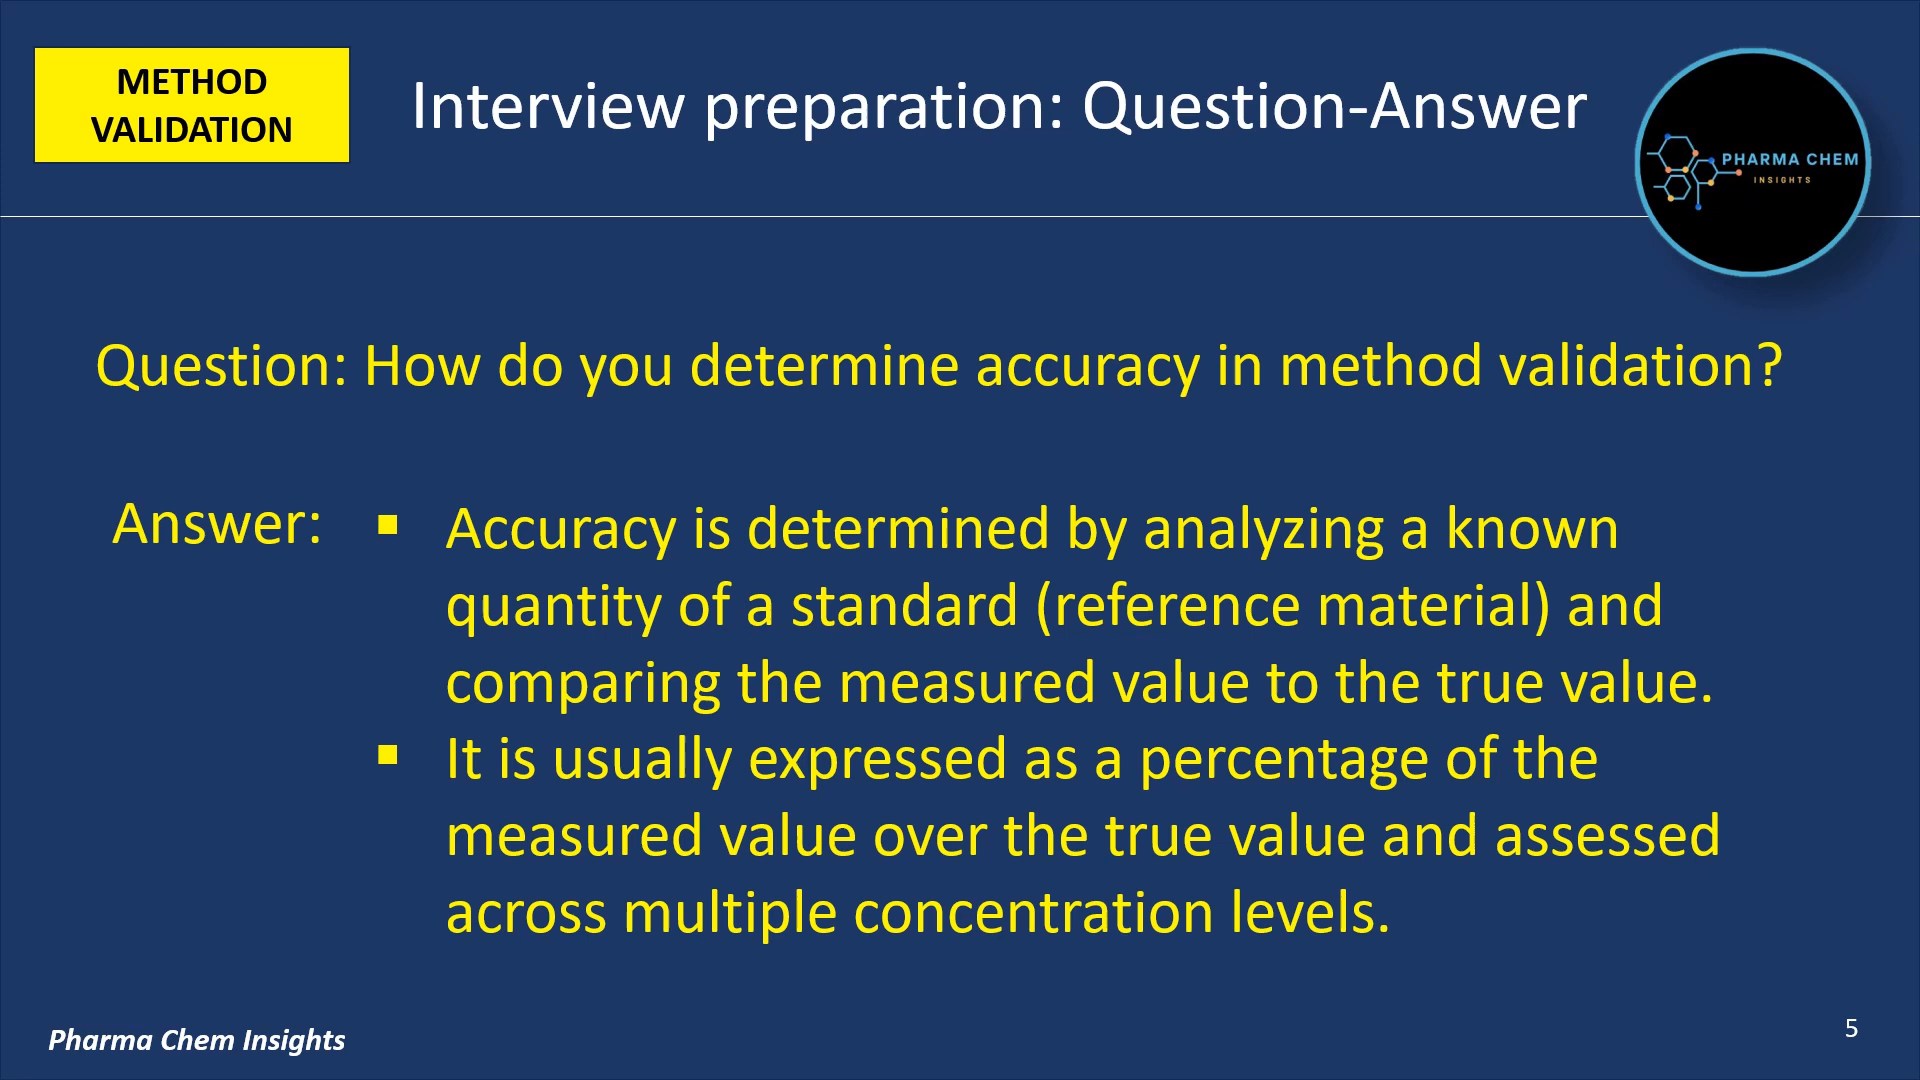 METHOD
VALIDATION
Interview preparation: Question-Answer
PHARMA CHEM
INSIGHTS
Question: How do you determine accuracy in method validation?
Answer:
▪ Accuracy is determined by analyzing a known
quantity of a standard (reference material) and
comparing the measured value to the true value.
▪ It is usually expressed as a percentage of the
measured value over the true value and assessed
across multiple concentration levels.
Pharma Chem Insights
5